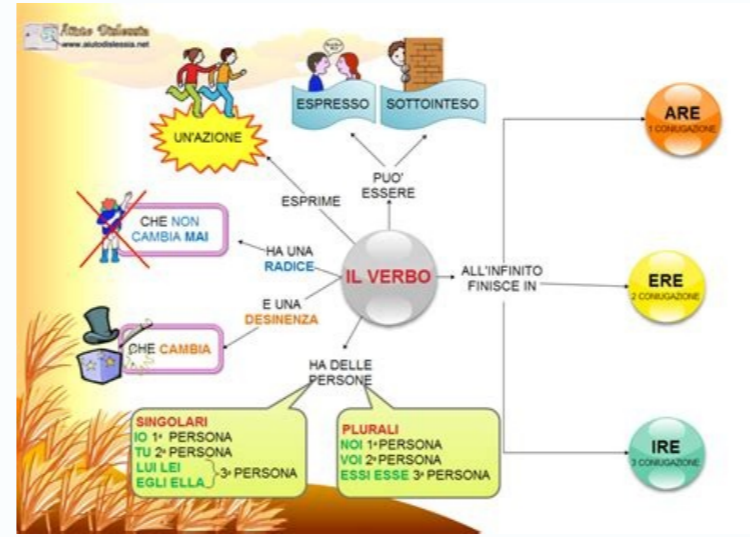 Aiuto Dislessia
www.aiutodislessia.net
UN'AZIONE
ESPRESSO
SOTTOINTESO
PUO'
ESSERE
ESPRIME
CHE NON
CAMBIA MAI
HA UNA
RADICE
E UNA
DESINENZA
CHE CAMBIA
IL VERBO
ALL'INFINITO
FINISCE IN
ARE
1 CONIUGAZIONE
ERE
2 CONIUGAZIONE
IRE
3 CONIUGAZIONE
HA DELLE
PERSONE
SINGOLARI
IO 1ª PERSONA
TU 2ª PERSONA
LUI LEI
EGLI ELLA
3ª PERSONA
PLURALI
NOI 1ª PERSONA
VOI 2ª PERSONA
ESSI ESSE 3ª PERSONA